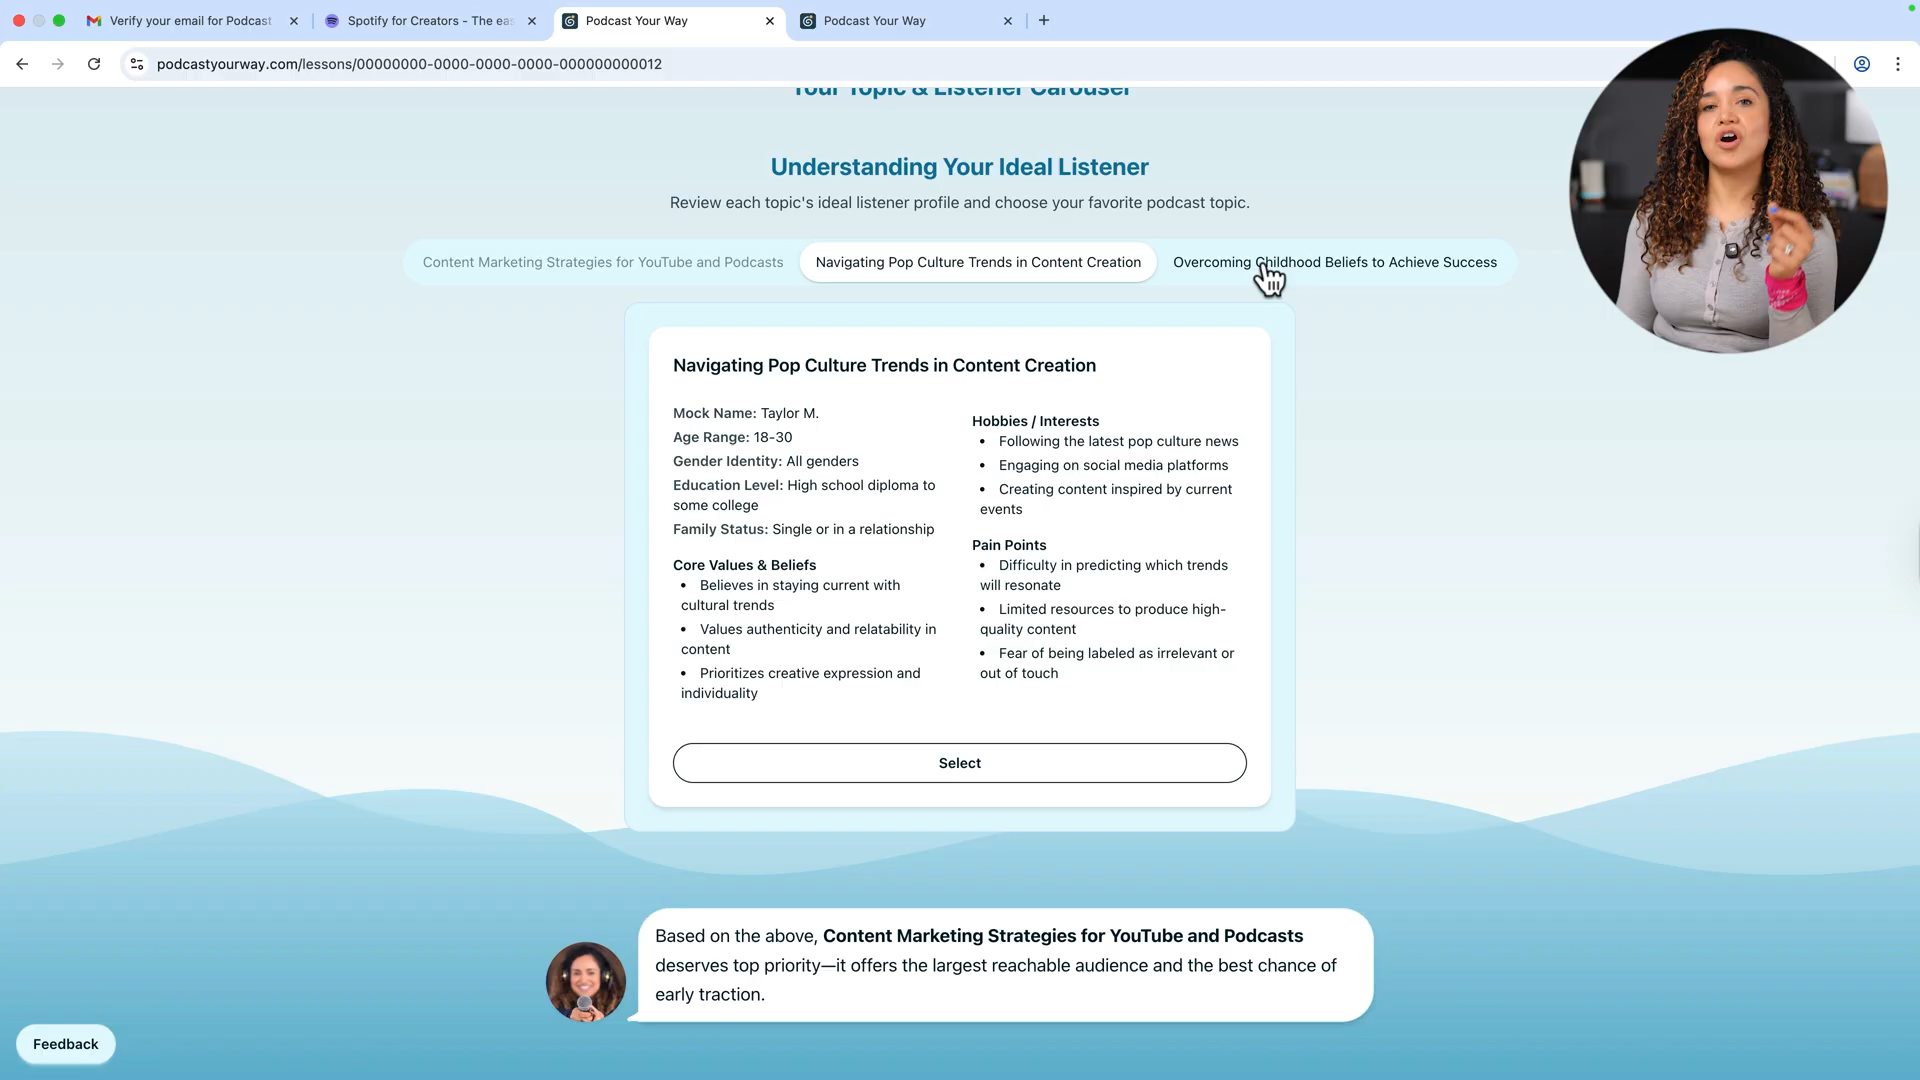 Verify your email for Podcast
Spotify for Creators - The eas
Podcast Your Way
Podcast Your Way
podcastyourway.com/lessons/00000000-0000-0000-0000-000000000012
Your Topic & Listener Carousel
Understanding Your Ideal Listener
Review each topic's ideal listener profile and choose your favorite podcast topic.
Content Marketing Strategies for YouTube and Podcasts
Navigating Pop Culture Trends in Content Creation
Overcoming Childhood Beliefs to Achieve Success
Navigating Pop Culture Trends in Content Creation
Mock Name: Taylor M.
Age Range: 18-30
Gender Identity: All genders
Education Level: High school diploma to
some college
Family Status: Single or in a relationship
Core Values & Beliefs
• Believes in staying current with
cultural trends
• Values authenticity and relatability in
content
• Prioritizes creative expression and
individuality
Hobbies / Interests
• Following the latest pop culture news
• Engaging on social media platforms
• Creating content inspired by current
events
Pain Points
• Difficulty in predicting which trends
will resonate
• Limited resources to produce high-
quality content
• Fear of being labeled as irrelevant or
out of touch
Select
Based on the above, Content Marketing Strategies for YouTube and Podcasts
deserves top priority—it offers the largest reachable audience and the best chance of
early traction.
Feedback